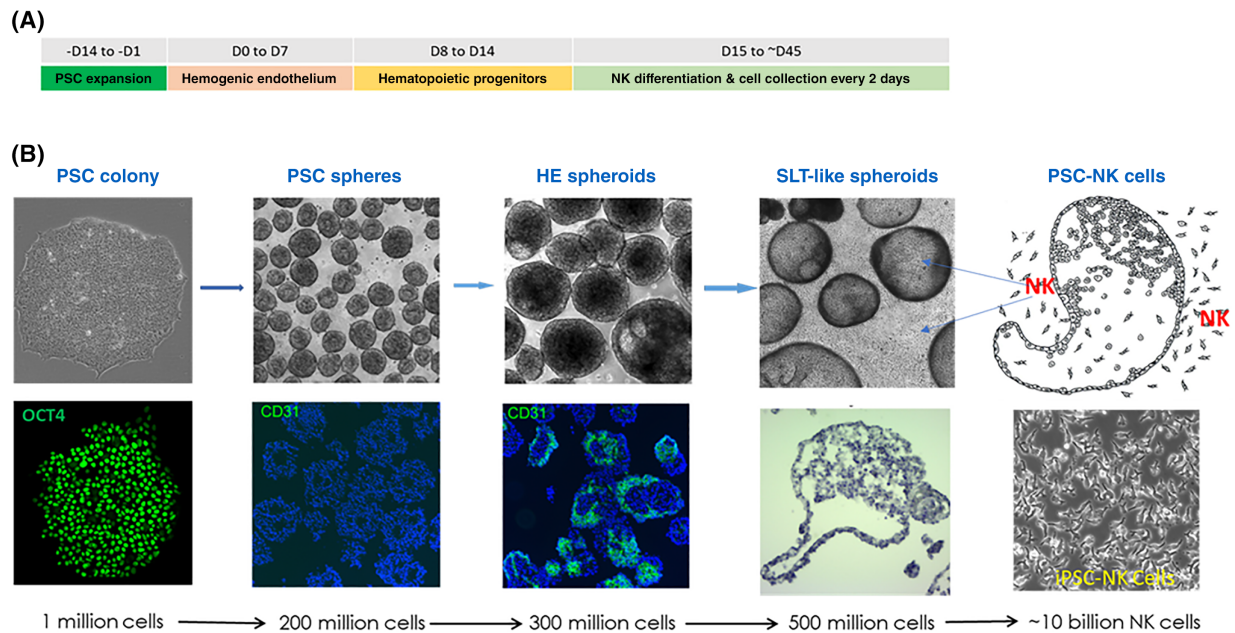 (A)
-D14 to -D1 D0 to D7 D8 to D14 D15 to ~D45
PSC expansion Hemogenic endothelium Hematopoietic progenitors NK differentiation & cell collection every 2 days
(B)
PSC colony PSC spheres HE spheroids SLT-like spheroids PSC-NK cells
NK
NK
OCT4 CD31 CD31
iPSC-NK Cells
1 million cells 200 million cells 300 million cells 500 million cells ~10 billion NK cells